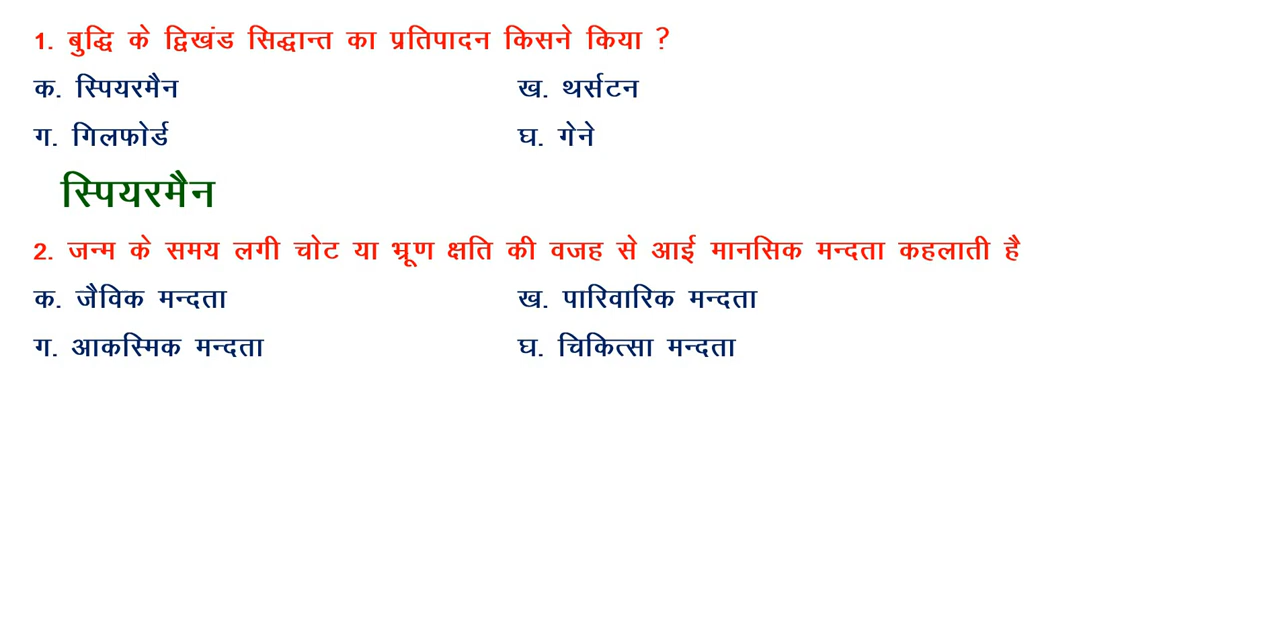 1. बुद्धि के द्विखंड सिद्धान्त का प्रतिपादन किसने किया ?
क. स्पियरमैन ख. थर्सटन
ग. गिलफोर्ड घ. गेने
स्पियरमैन
2. जन्म के समय लगी चोट या भ्रूण क्षति की वजह से आई मानसिक मन्दता कहलाती है
क. जैविक मन्दता ख. पारिवारिक मन्दता
ग. आकस्मिक मन्दता घ. चिकित्सा मन्दता